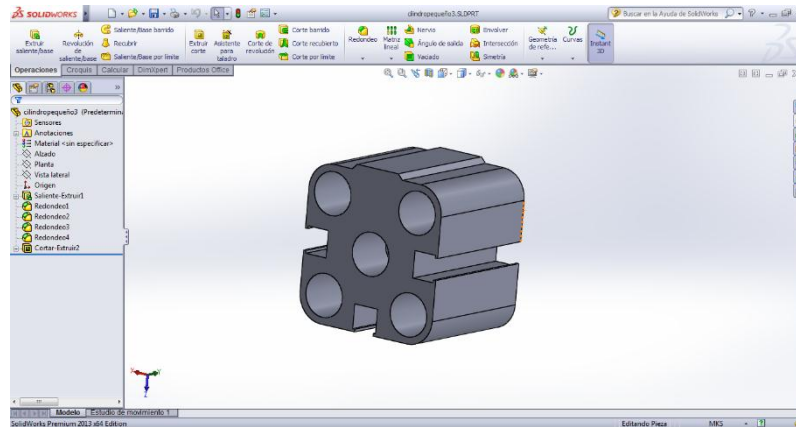 SOLIDWORKS
cilindropequeño3.SLDPRT
Buscar en la Ayuda de SolidWorks
Extruir saliente/base
Revolución de saliente/base
Saliente/Base barrido
Recubrir
Saliente/Base por límite
Extruir corte
Asistente para taladro
Corte de revolución
Corte barrido
Corte recubierto
Corte por límite
Redondeo
Matriz lineal
Nervio
Ángulo de salida
Vaciado
Envolver
Intersección
Simetría
Geometría de refe...
Curvas
Instant 3D
Operaciones
Croquis
Calcular
DimXpert
Productos Office
cilindropequeño3 (Predetermin
Sensores
Anotaciones
Material <sin especificar>
Alzado
Planta
Vista lateral
Origen
Saliente-Extruir1
Redondeo1
Redondeo2
Redondeo3
Redondeo4
Cortar-Extruir2
Modelo
Estudio de movimiento 1
SolidWorks Premium 2013 x64 Edition
Editando Pieza
MKS